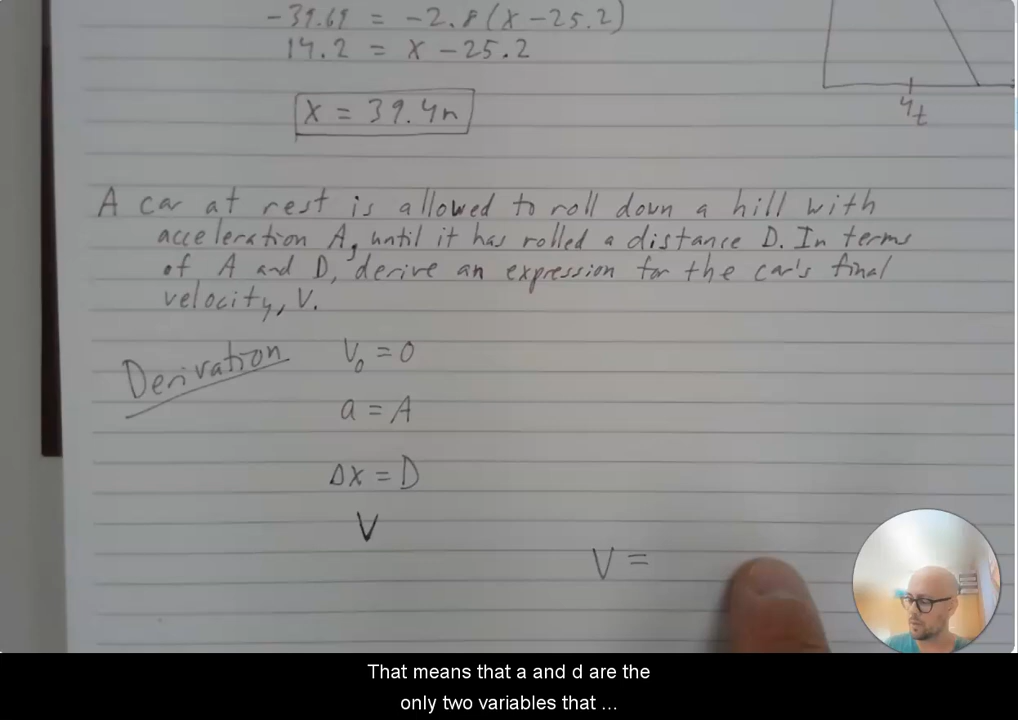 -39.69 = -2.8(x-25.2)
14.2 = x -25.2
x = 39.4m
4
t
A car at rest is allowed to roll down a hill with
acceleration A, until it has rolled a distance D. In terms
of A and D, derive an expression for the car's final
velocity, V.
Derivation
V₀ = 0
a = A
Δx = D
V
V =
That means that a and d are the
only two variables that ...